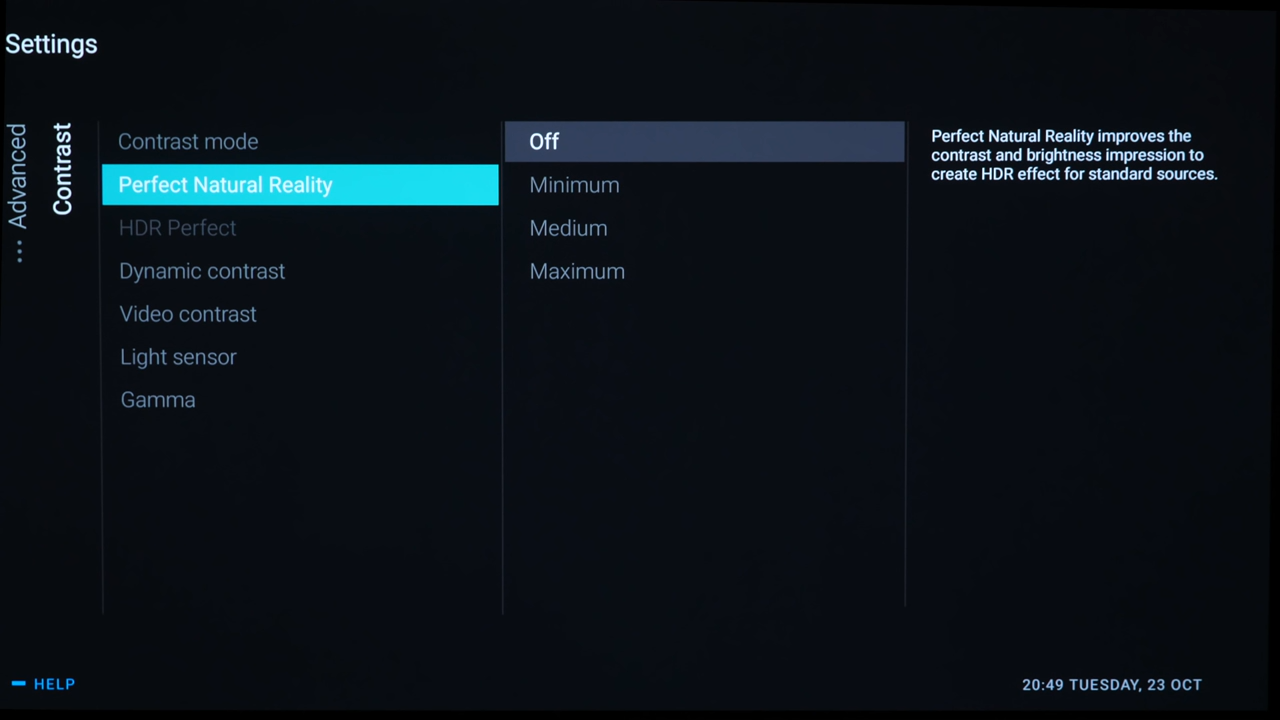 Settings
... Advanced
Contrast
Contrast mode
Perfect Natural Reality
HDR Perfect
Dynamic contrast
Video contrast
Light sensor
Gamma
Off
Minimum
Medium
Maximum
Perfect Natural Reality improves the
contrast and brightness impression to
create HDR effect for standard sources.
HELP
20:49 TUESDAY, 23 OCT